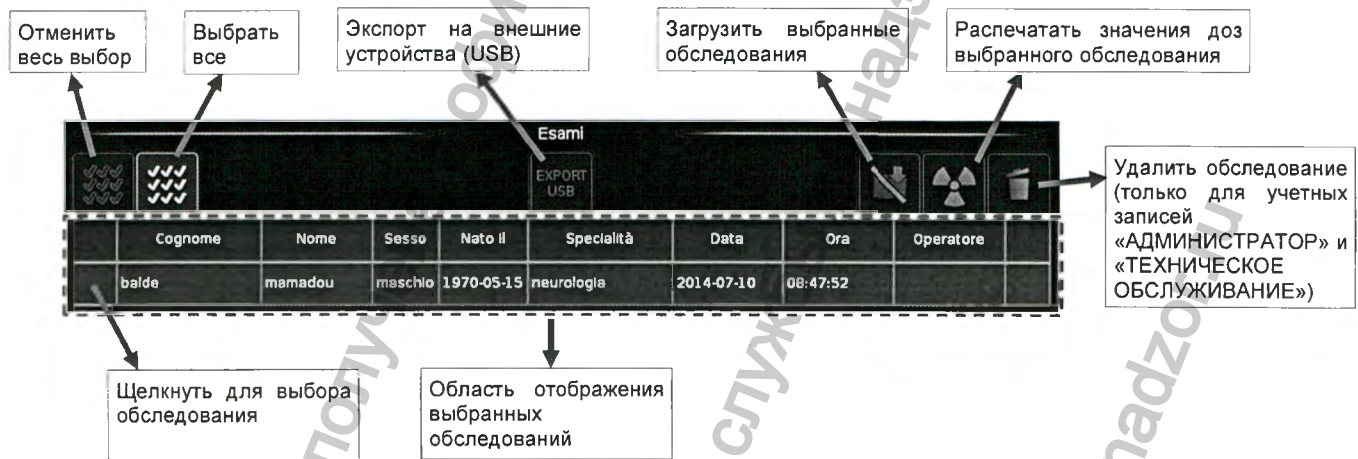 Отменить
весь выбор
Выбрать
все
Экспорт на внешние
устройства (USB)
Загрузить выбранные
обследования
Распечатать значения доз
выбранного обследования
Esami
EXPORT
USB
Удалить обследование
(только для учетных
записей
«АДМИНИСТРАТОР» и
«ТЕХНИЧЕСКОЕ
ОБСЛУЖИВАНИЕ»)
Cognome Nome Sesso Nato il Specialità Data Ora Operatore
balde mamadou maschio 1970-05-15 neurologia 2014-07-10 08:47:52
Щелкнуть для выбора
обследования
Область отображения
выбранных
обследований